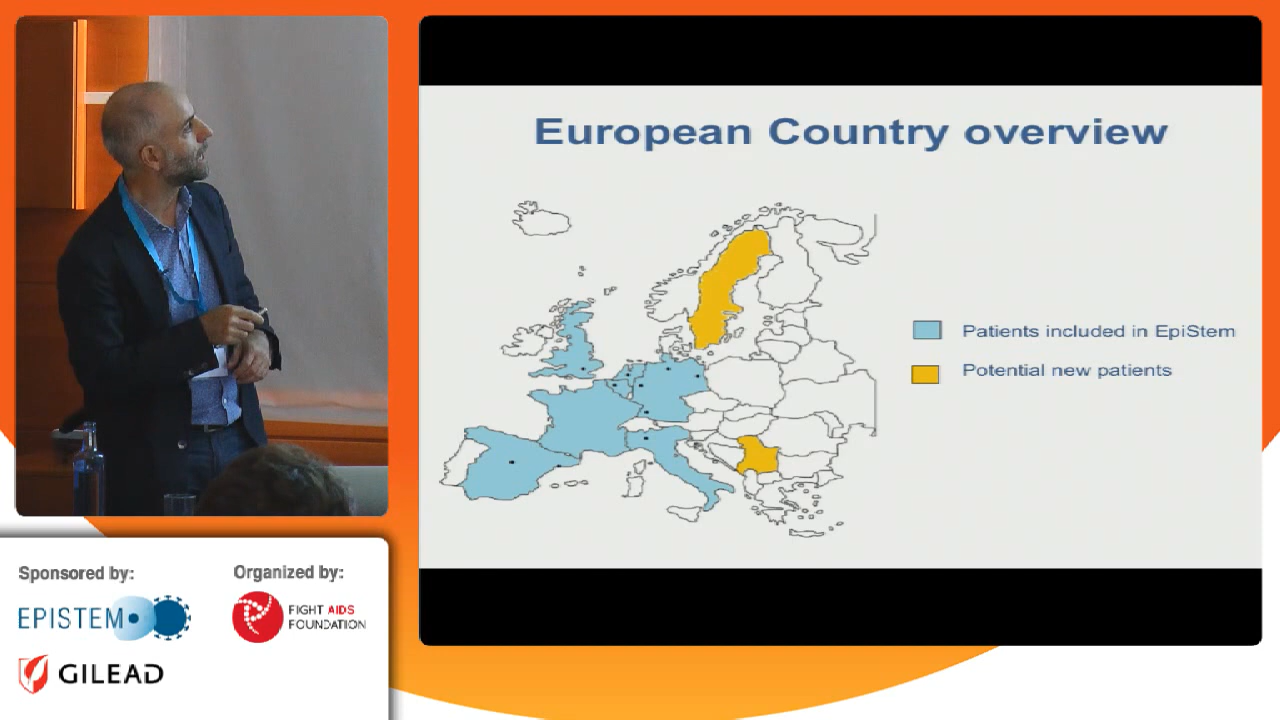 European Country overview
Patients included in EpiStem
Potential new patients
Sponsored by:
EPISTEM
GILEAD
Organized by:
FIGHT AIDS
FOUNDATION